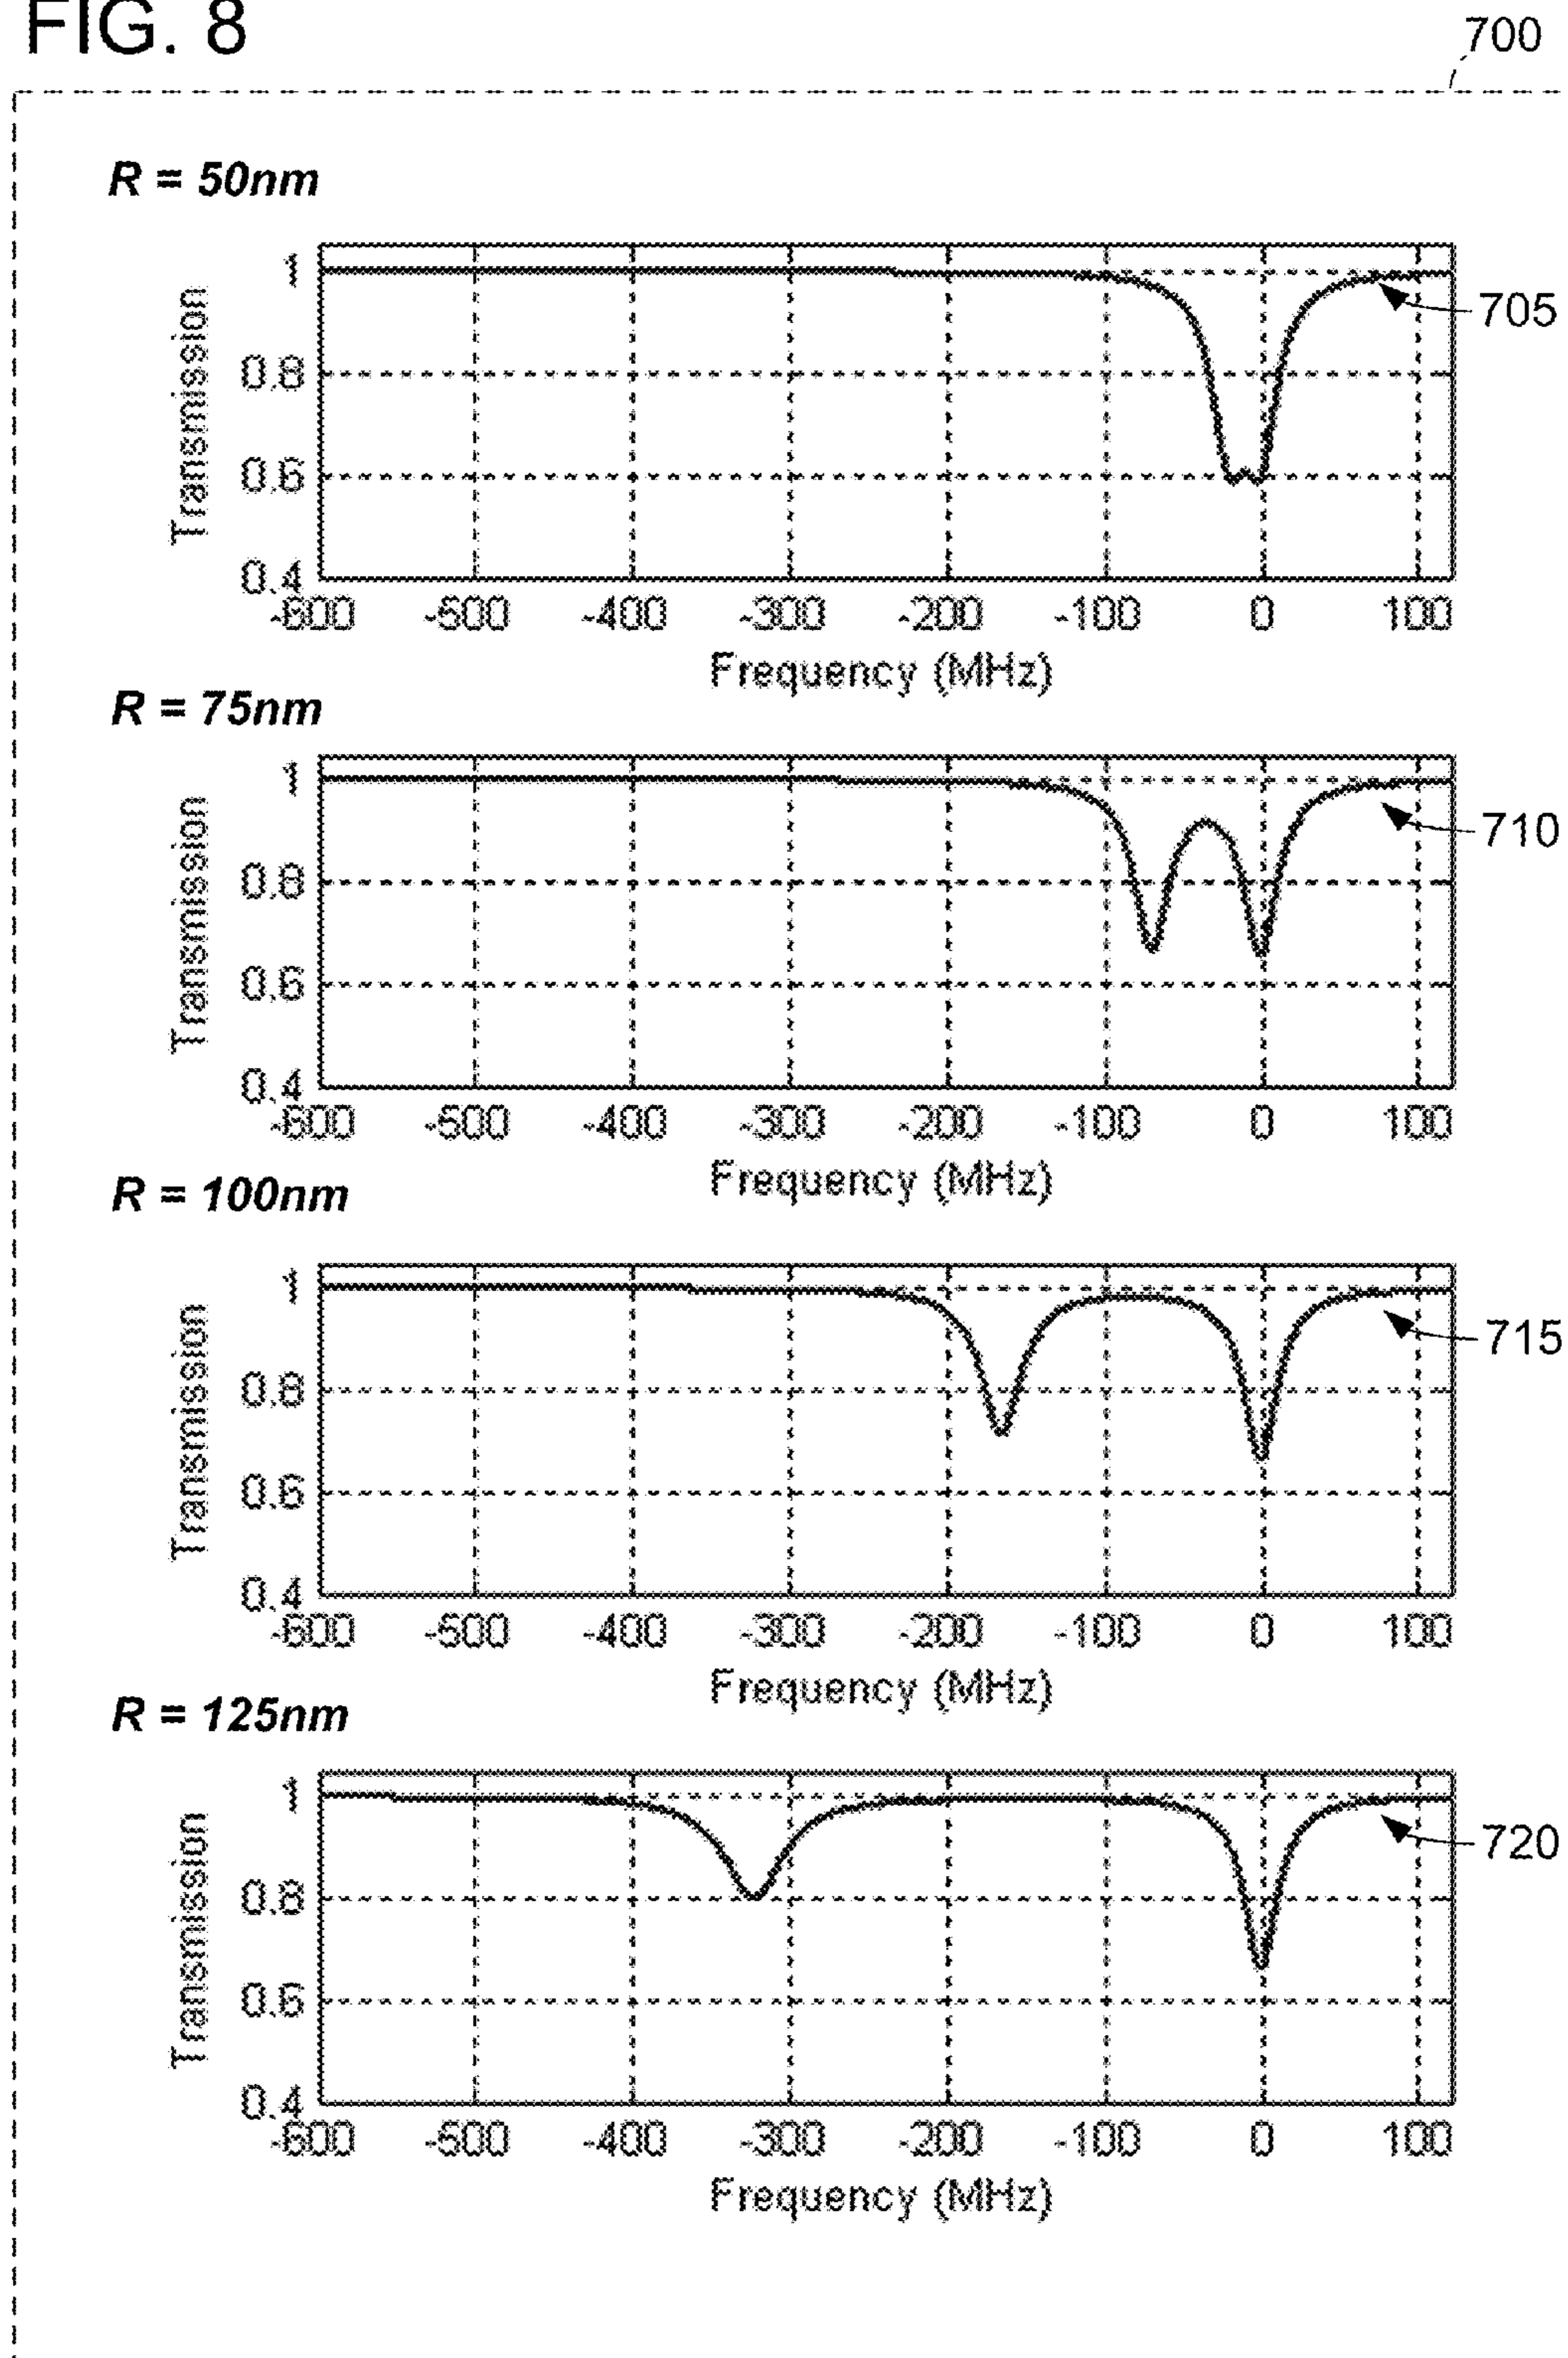 FIG. 8
700
R = 50nm
Transmission
1
0.8
0.6
0.4
705
-600 -500 -400 -300 -200 -100 0 100
Frequency (MHz)
R = 75nm
Transmission
1
0.8
0.6
0.4
710
-600 -500 -400 -300 -200 -100 0 100
Frequency (MHz)
R = 100nm
Transmission
1
0.8
0.6
0.4
715
-600 -500 -400 -300 -200 -100 0 100
Frequency (MHz)
R = 125nm
Transmission
1
0.8
0.6
0.4
720
-600 -500 -400 -300 -200 -100 0 100
Frequency (MHz)